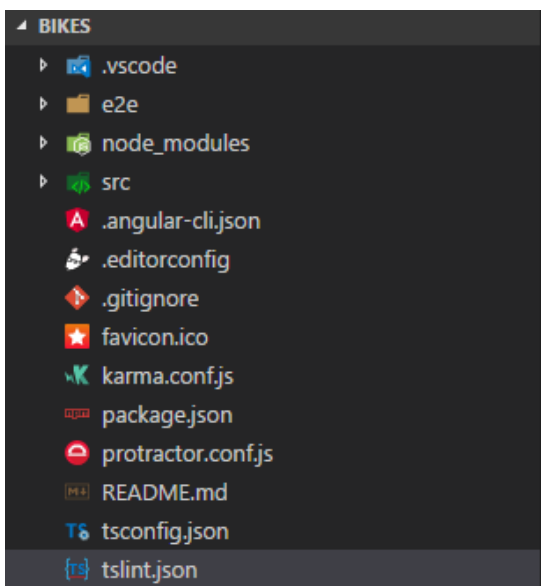 BIKES
.vscode
e2e
node_modules
src
.angular-cli.json
.editorconfig
.gitignore
favicon.ico
karma.conf.js
package.json
protractor.conf.js
README.md
tsconfig.json
tslint.json